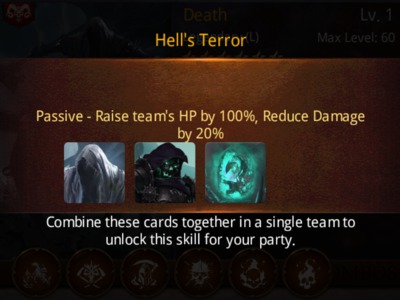 Death
Lv. 1
Hell's Terror
(L)
Max Level: 60
Passive - Raise team's HP by 100%, Reduce Damage
by 20%
Combine these cards together in a single team to
unlock this skill for your party.